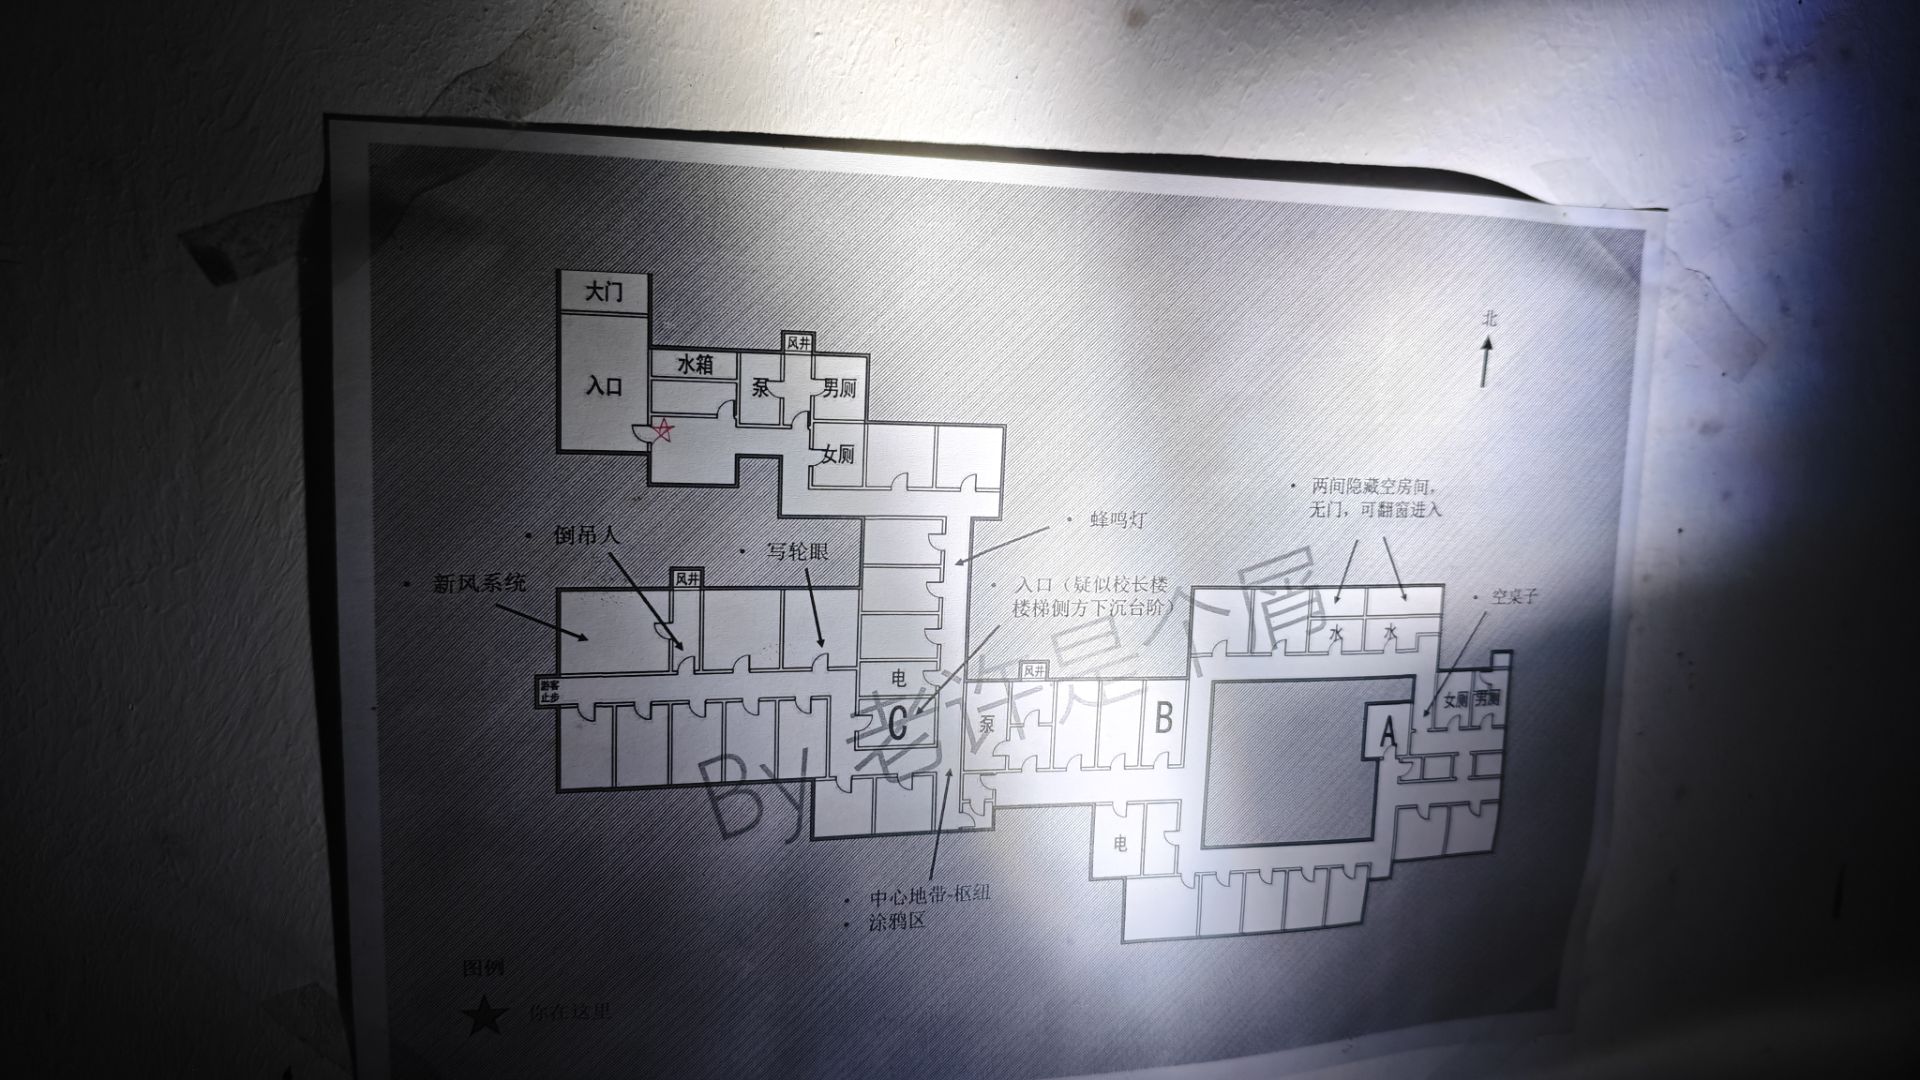 大门
风井
水箱
入口
泵
男厕
北
女厕
• 两间隐藏空房间，
无门，可翻窗进入
• 蜂鸣灯
• 倒吊人
• 写轮眼
• 新风系统
风井
• 入口（疑似校长楼
楼梯侧方下沉台阶）
• 空桌子
水
水
风井
电
游客
止步
女厕
男厕
C
泵
B
A
By 老许是个屑
电
• 中心地带-枢纽
• 涂鸦区
图例
你在这里